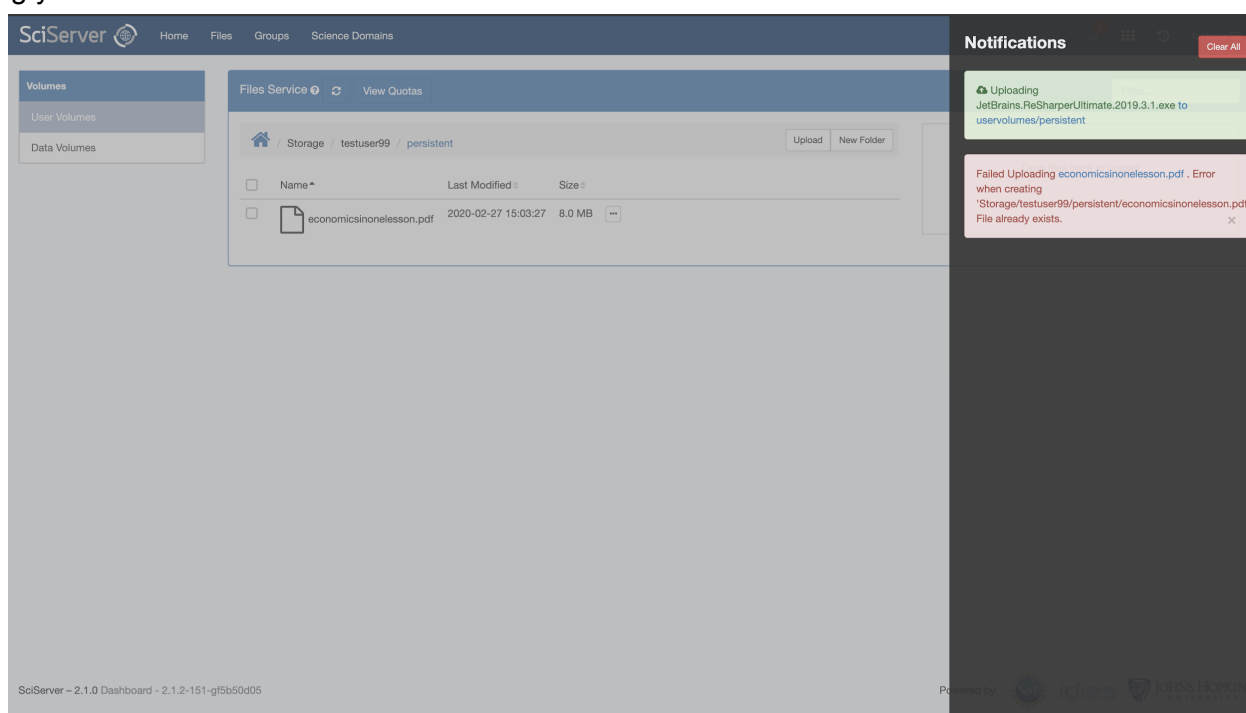 SciServer Home Files Groups Science Domains
Notifications Clear All
Volumes
User Volumes
Data Volumes
Files Service View Quotas
/ Storage / testuser99 / persistent Upload New Folder
Name Last Modified Size
economicsinonelesson.pdf 2020-02-27 15:03:27 8.0 MB
Uploading
JetBrains.ReSharperUltimate.2019.3.1.exe to
uservolumes/persistent
Failed Uploading economicsinonelesson.pdf . Error
when creating
'Storage/testuser99/persistent/economicsinonelesson.pdf
File already exists.
SciServer – 2.1.0 Dashboard - 2.1.2-151-gf5b50d05
Powered by: idies JOHNS HOPKIN